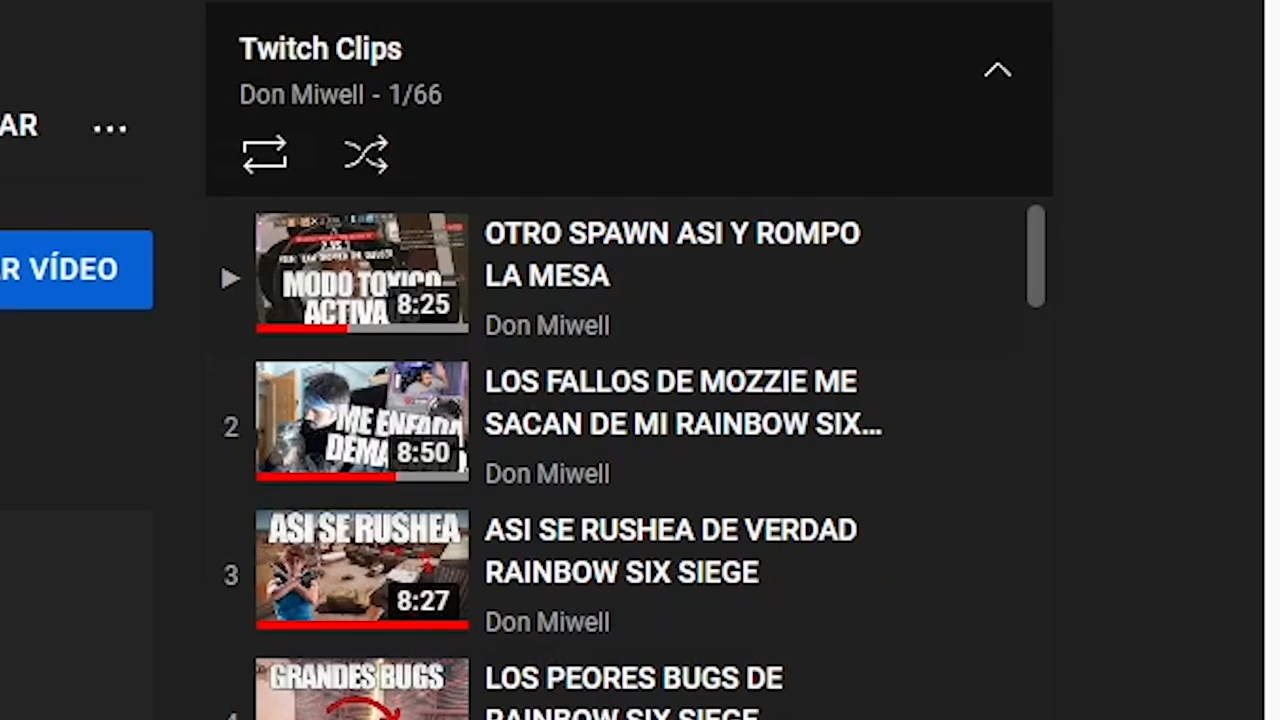 Twitch Clips
Don Miwell - 1/66
AR
R VÍDEO
OTRO SPAWN ASI Y ROMPO
LA MESA
Don Miwell
MODO TOXICO
ACTIVA
8:25
2
LOS FALLOS DE MOZZIE ME
SACAN DE MI RAINBOW SIX...
Don Miwell
ME ENFADA
DEMA
8:50
3
ASI SE RUSHEA DE VERDAD
RAINBOW SIX SIEGE
Don Miwell
ASI SE RUSHEA
8:27
GRANDES BUGS
LOS PEORES BUGS DE
RAINBOW SIX SIEGE